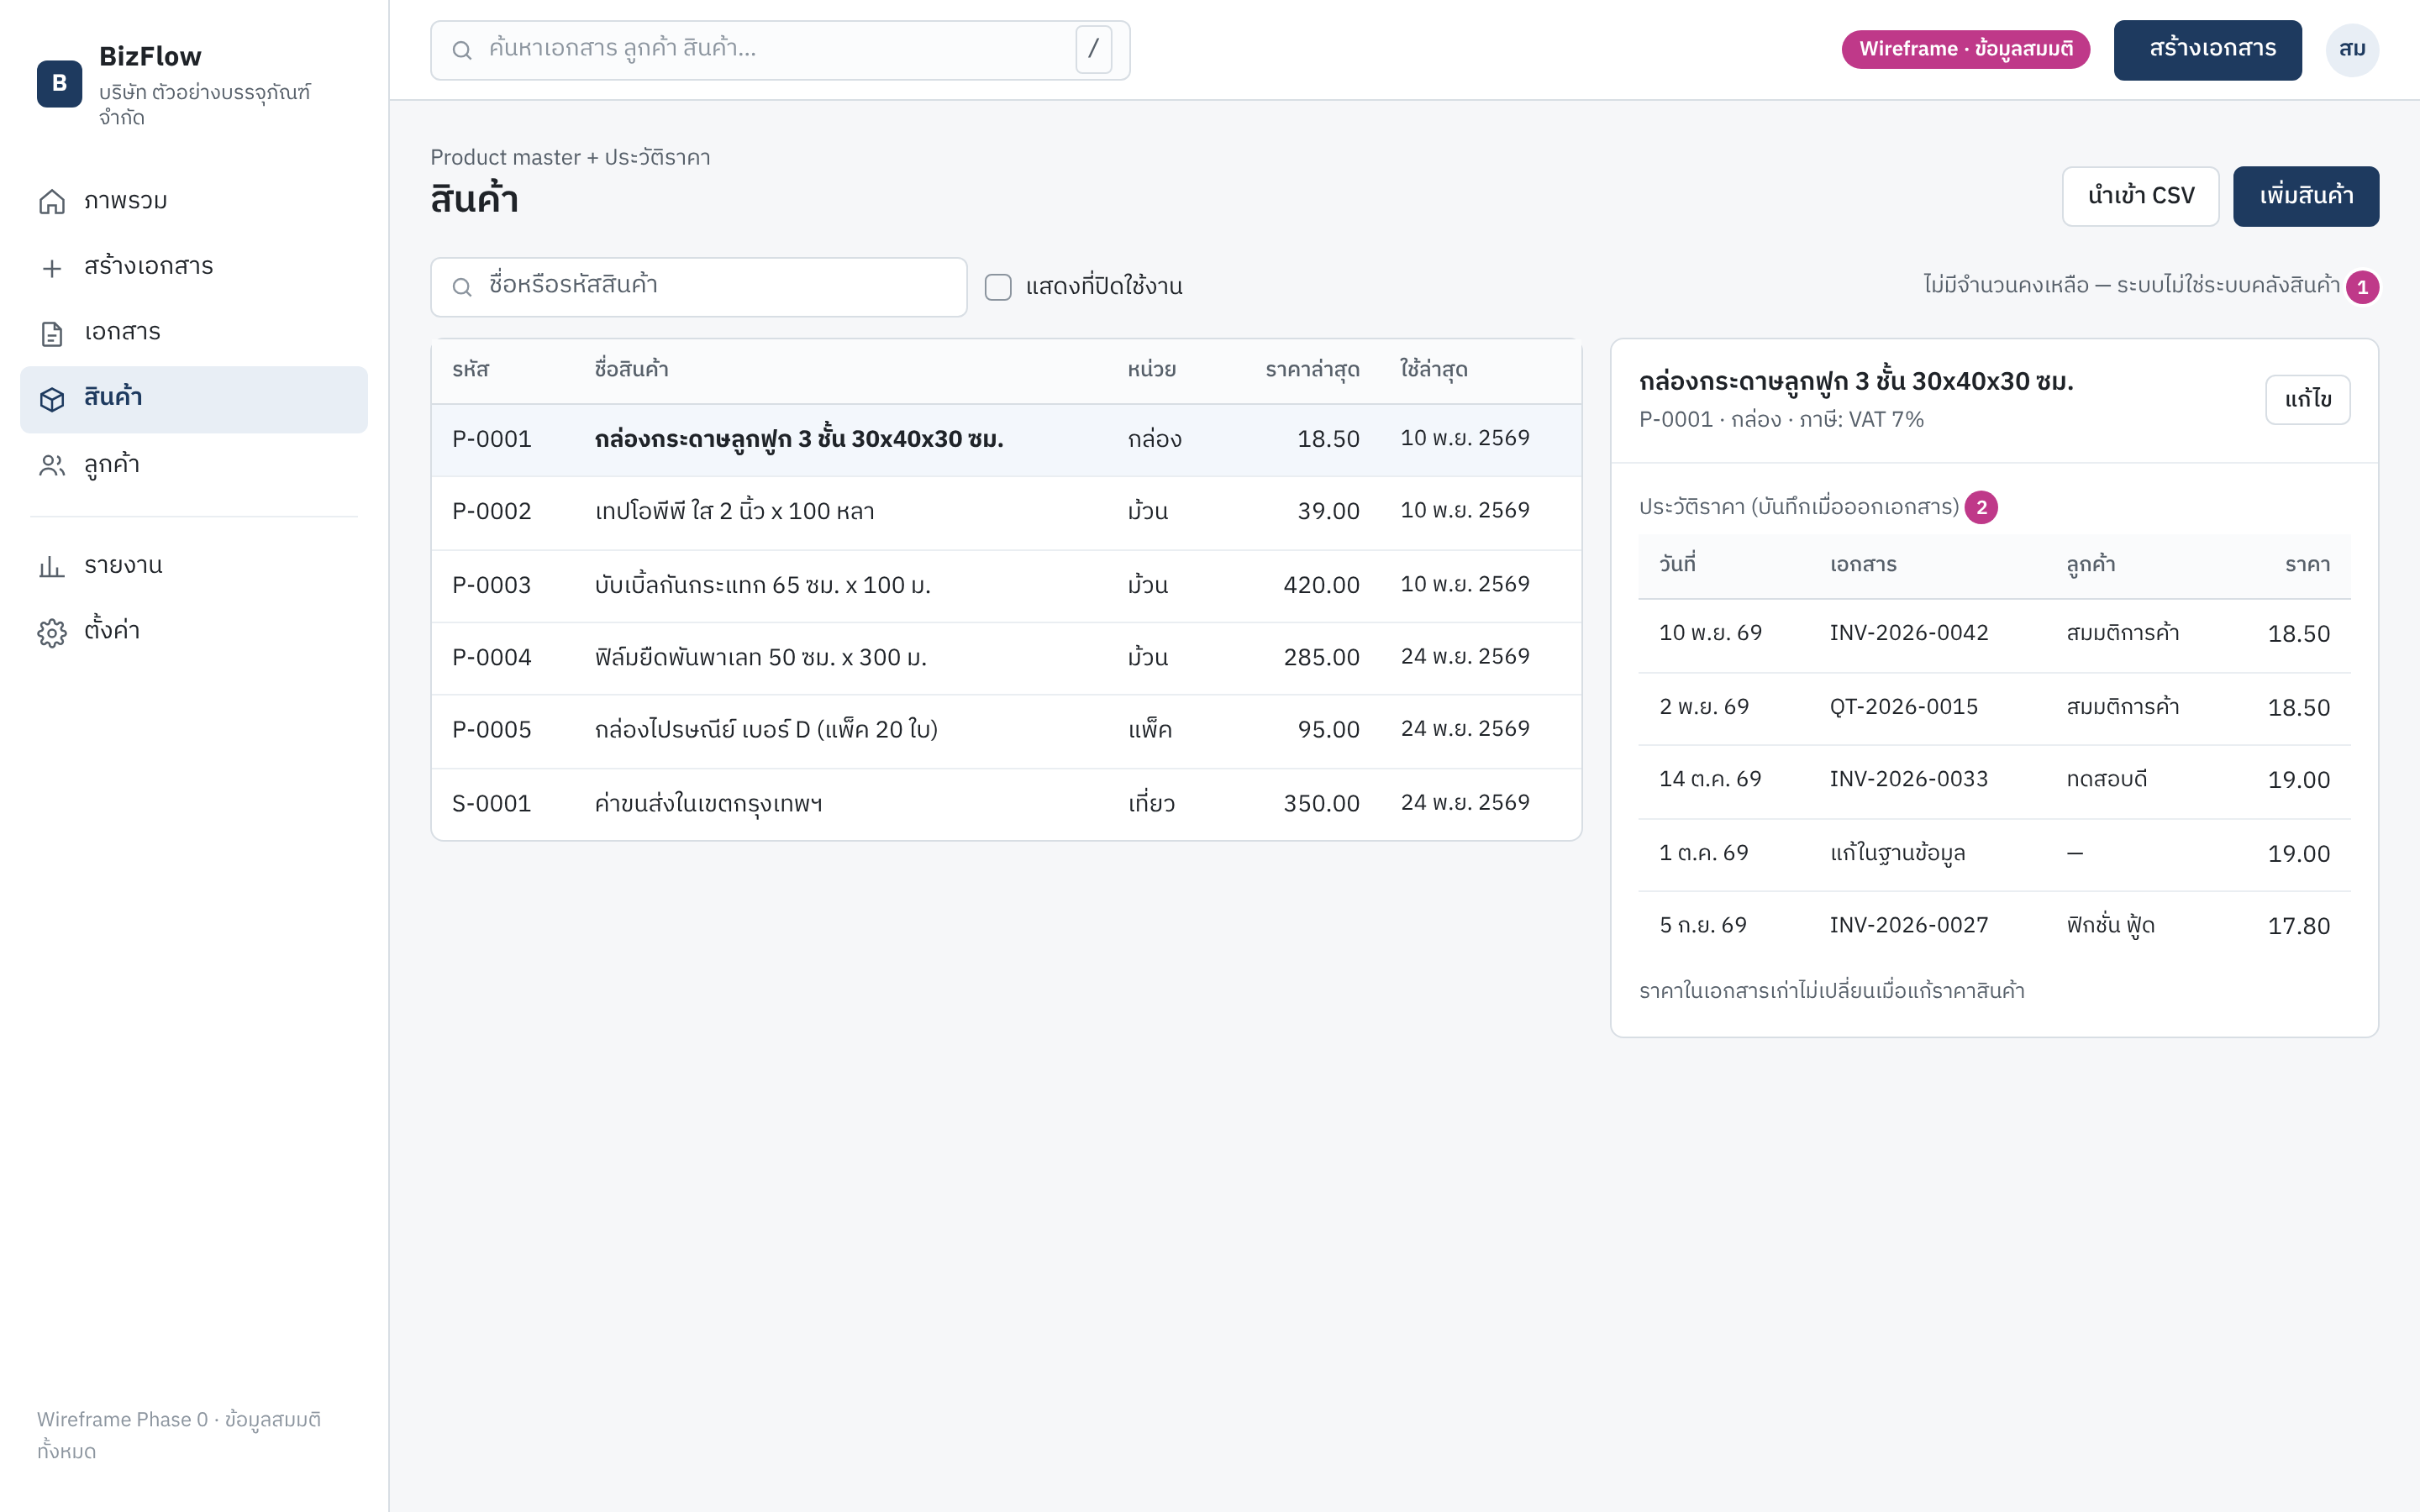 B
BizFlow
บริษัท ตัวอย่างบรรจุภัณฑ์
จำกัด
ภาพรวม
สร้างเอกสาร
เอกสาร
สินค้า
ลูกค้า
รายงาน
ตั้งค่า
Wireframe Phase 0 · ข้อมูลสมมติ
ทั้งหมด
ค้นหาเอกสาร ลูกค้า สินค้า... /
Wireframe · ข้อมูลสมมติ
สร้างเอกสาร
สม
Product master + ประวัติราคา
สินค้า
นำเข้า CSV
เพิ่มสินค้า
ชื่อหรือรหัสสินค้า
แสดงที่ปิดใช้งาน
ไม่มีจำนวนคงเหลือ — ระบบไม่ใช่ระบบคลังสินค้า 1
รหัส ชื่อสินค้า หน่วย ราคาล่าสุด ใช้ล่าสุด
P-0001 กล่องกระดาษลูกฟูก 3 ชั้น 30x40x30 ซม. กล่อง 18.50 10 พ.ย. 2569
P-0002 เทปโอพีพี ใส 2 นิ้ว x 100 หลา ม้วน 39.00 10 พ.ย. 2569
P-0003 บับเบิ้ลกันกระแทก 65 ซม. x 100 ม. ม้วน 420.00 10 พ.ย. 2569
P-0004 ฟิล์มยืดพันพาเลท 50 ซม. x 300 ม. ม้วน 285.00 24 พ.ย. 2569
P-0005 กล่องไปรษณีย์ เบอร์ D (แพ็ค 20 ใบ) แพ็ค 95.00 24 พ.ย. 2569
S-0001 ค่าขนส่งในเขตกรุงเทพฯ เที่ยว 350.00 24 พ.ย. 2569
กล่องกระดาษลูกฟูก 3 ชั้น 30x40x30 ซม.
P-0001 · กล่อง · ภาษี: VAT 7%
แก้ไข
ประวัติราคา (บันทึกเมื่อออกเอกสาร) 2
วันที่ เอกสาร ลูกค้า ราคา
10 พ.ย. 69 INV-2026-0042 สมมติการค้า 18.50
2 พ.ย. 69 QT-2026-0015 สมมติการค้า 18.50
14 ต.ค. 69 INV-2026-0033 ทดสอบดี 19.00
1 ต.ค. 69 แก้ในฐานข้อมูล — 19.00
5 ก.ย. 69 INV-2026-0027 ฟิกชั่น ฟู้ด 17.80
ราคาในเอกสารเก่าไม่เปลี่ยนเมื่อแก้ราคาสินค้า